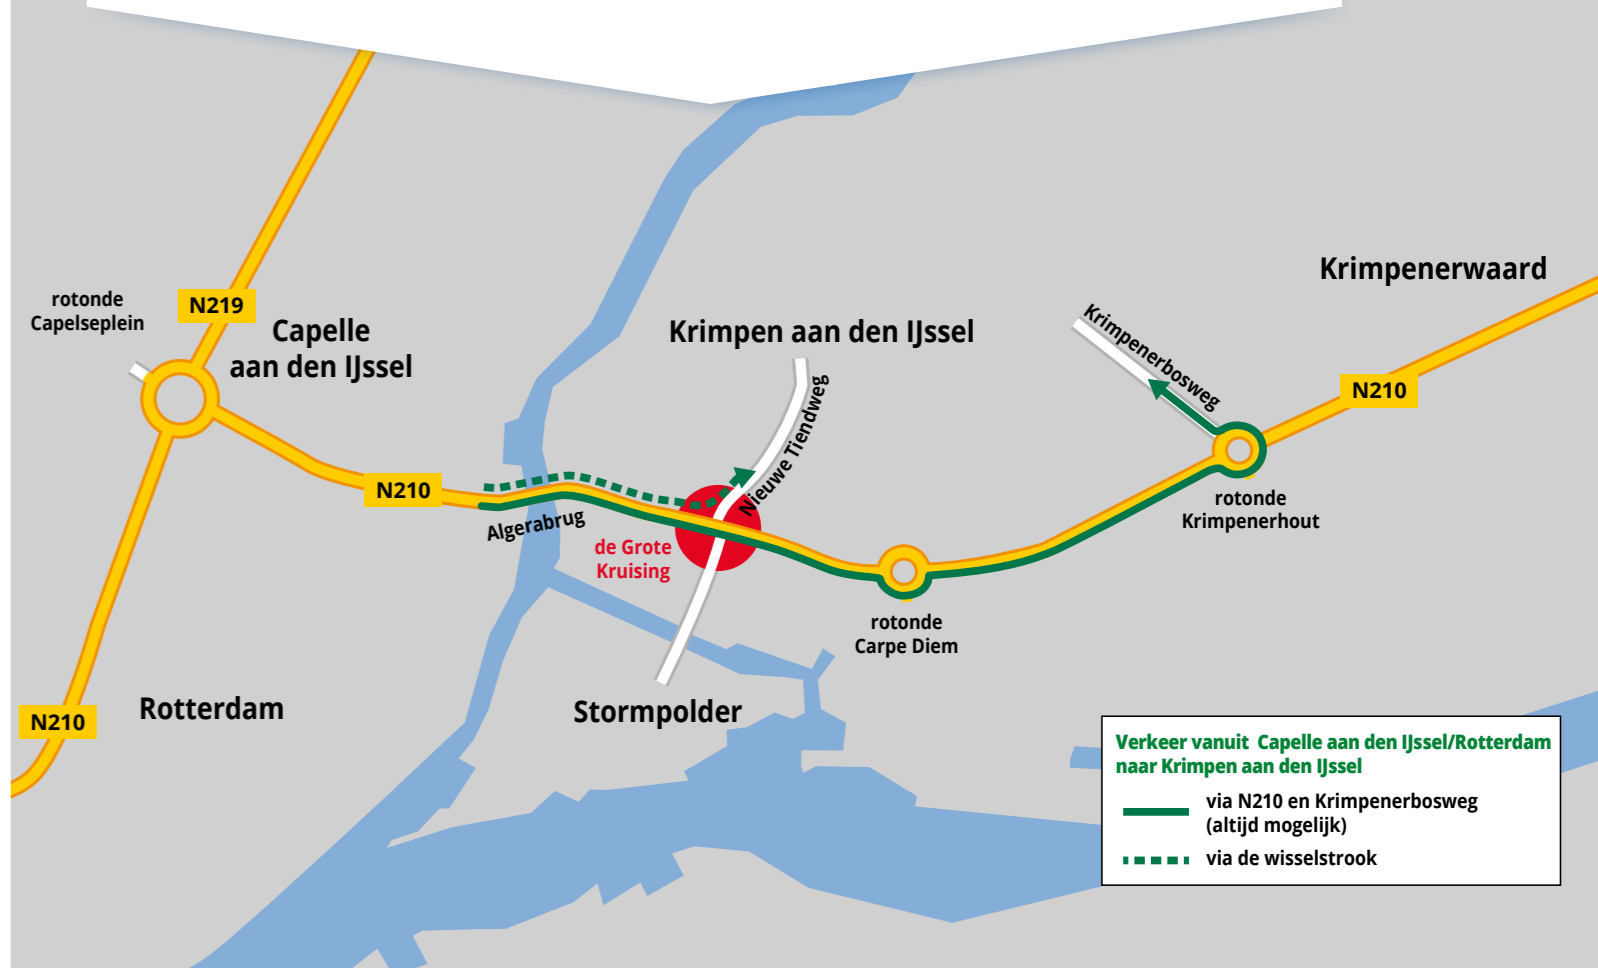 Krimpenerwaard
rotonde
Capelseplein
N219
Capelle
aan den IJssel
Krimpen aan den IJssel
Krimpenerbosweg
N210
Nieuwe Tiendweg
N210
Algerabrug
rotonde
Krimpenerhout
de Grote
Kruising
rotonde
Carpe Diem
N210
Rotterdam
Stormpolder
Verkeer vanuit Capelle aan den IJssel/Rotterdam
naar Krimpen aan den IJssel
via N210 en Krimpenerbosweg
(altijd mogelijk)
via de wisselstrook